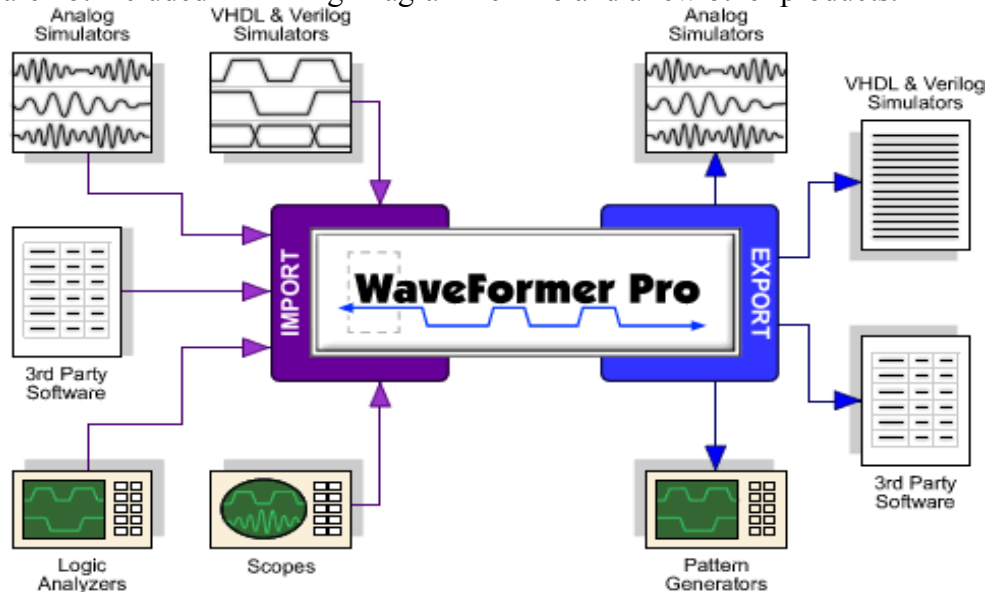 Analog
Simulators
VHDL & Verilog
Simulators
Analog
Simulators
VHDL & Verilog
Simulators
IMPORT
WaveFormer Pro
EXPORT
3rd Party
Software
3rd Party
Software
Logic
Analyzers
Scopes
Pattern
Generators